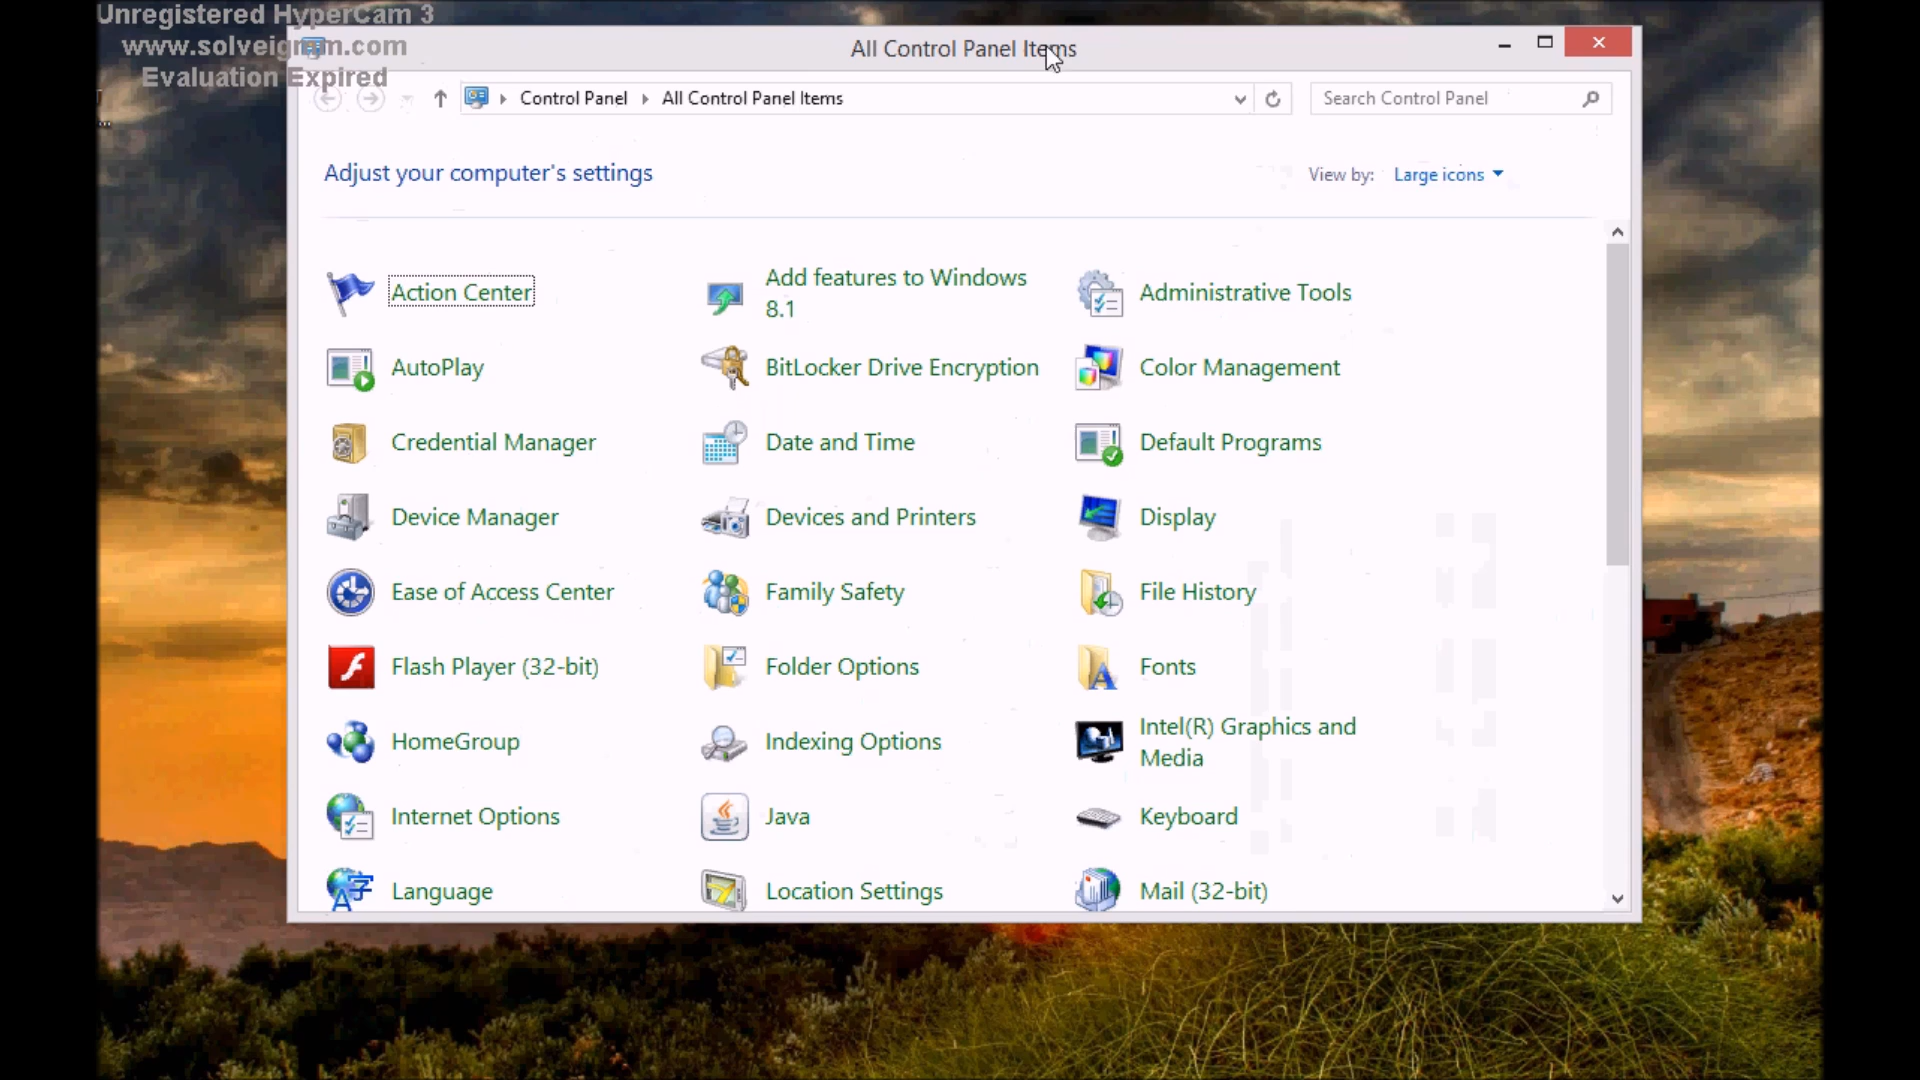 Unregistered HyperCam 3
www.solveigmm.com
Evaluation Expired
All Control Panel Items
Control Panel
All Control Panel Items
Search Control Panel
Adjust your computer's settings
View by: Large icons
Action Center
Add features to Windows
8.1
Administrative Tools
AutoPlay
BitLocker Drive Encryption
Color Management
Credential Manager
Date and Time
Default Programs
Device Manager
Devices and Printers
Display
Ease of Access Center
Family Safety
File History
Flash Player (32-bit)
Folder Options
Fonts
HomeGroup
Indexing Options
Intel(R) Graphics and
Media
Internet Options
Java
Keyboard
Language
Location Settings
Mail (32-bit)